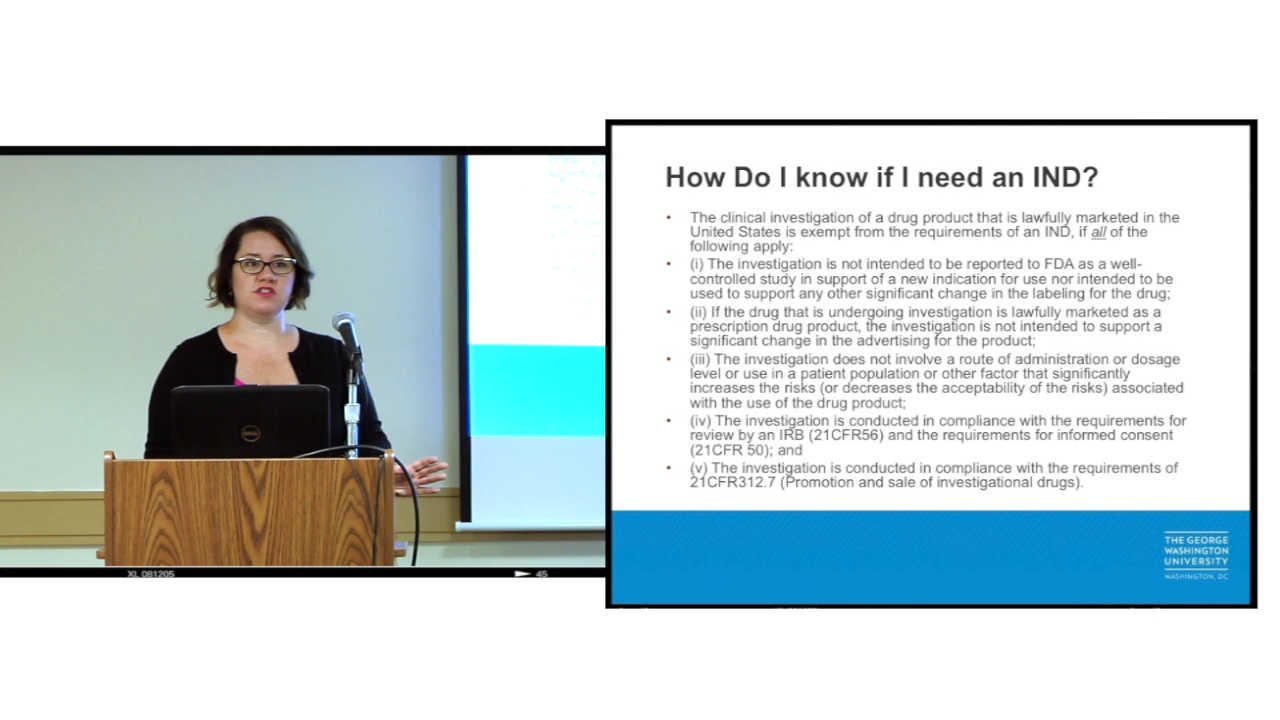 How Do I know if I need an IND?
• The clinical investigation of a drug product that is lawfully marketed in the
United States is exempt from the requirements of an IND, if all of the
following apply:
• (i) The investigation is not intended to be reported to FDA as a well-
controlled study in support of a new indication for use nor intended to be
used to support any other significant change in the labeling for the drug;
• (ii) If the drug that is undergoing investigation is lawfully marketed as a
prescription drug product, the investigation is not intended to support a
significant change in the advertising for the product;
• (iii) The investigation does not involve a route of administration or dosage
level or use in a patient population or other factor that significantly
increases the risks (or decreases the acceptability of the risks) associated
with the use of the drug product;
• (iv) The investigation is conducted in compliance with the requirements for
review by an IRB (21CFR56) and the requirements for informed consent
(21CFR 50); and
• (v) The investigation is conducted in compliance with the requirements of
21CFR312.7 (Promotion and sale of investigational drugs).
THE GEORGE
WASHINGTON
UNIVERSITY
WASHINGTON, DC
DELL
XL 081205
45